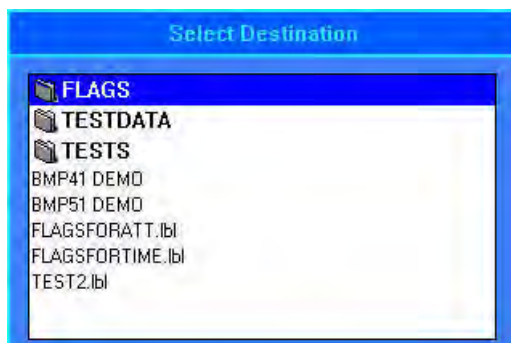 Select Destination
FLAGS
TESTDATA
TESTS
BMP41 DEMO
BMP51 DEMO
FLAGSFORATT.lbl
FLAGSFORTIME.lbl
TEST2.lbl